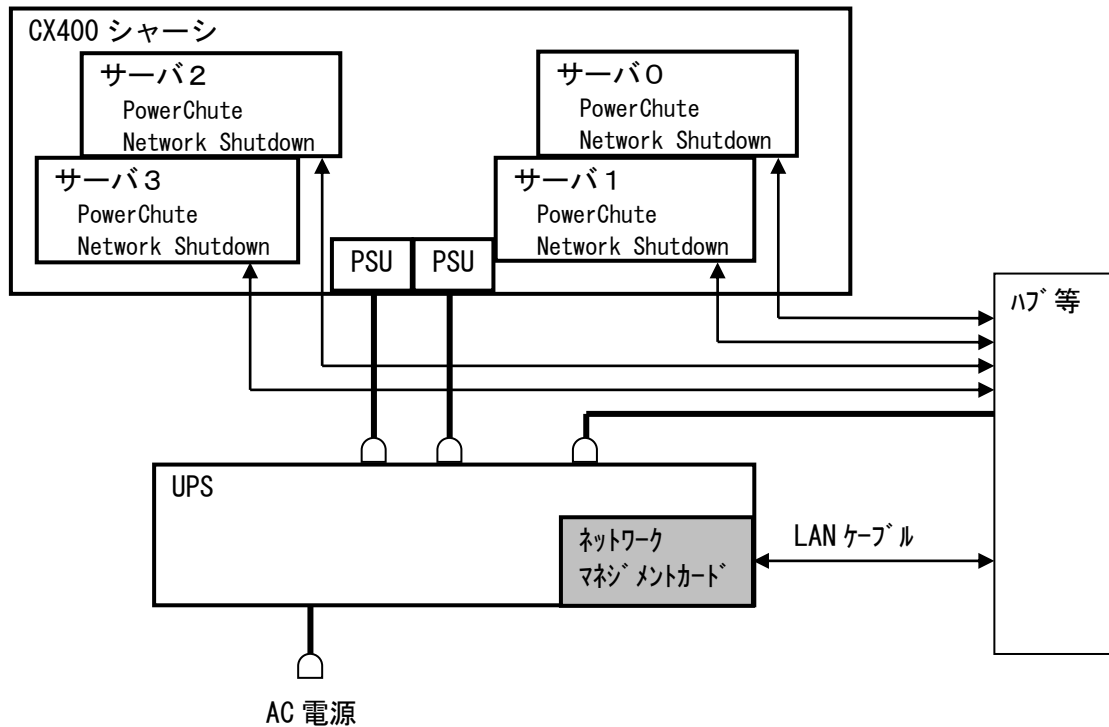 CX400 シャーシ
サーバ2
PowerChute
Network Shutdown
サーバ0
PowerChute
Network Shutdown
サーバ3
PowerChute
Network Shutdown
サーバ1
PowerChute
Network Shutdown
PSU
PSU
ﾊﾌﾞ等
UPS
ﾈｯﾄﾜｰｸ
ﾏﾈｼﾞﾒﾝﾄｶｰﾄﾞ
LAN ｹｰﾌﾞﾙ
AC 電源